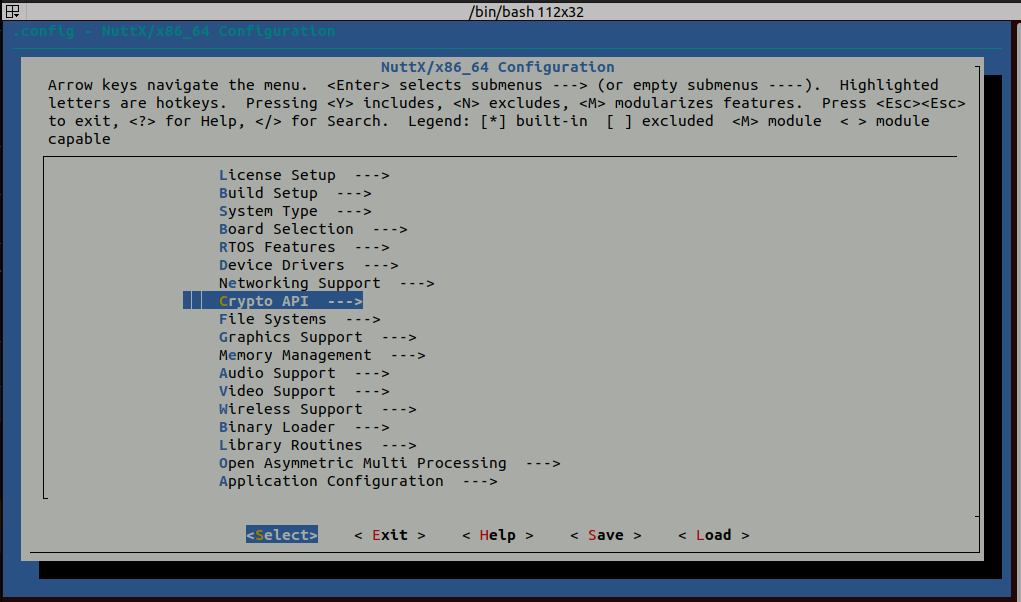 /bin/bash 112x32
.config - NuttX/x86_64 Configuration
NuttX/x86_64 Configuration
Arrow keys navigate the menu.  <Enter> selects submenus ---> (or empty submenus ----).  Highlighted
letters are hotkeys.  Pressing <Y> includes, <N> excludes, <M> modularizes features.  Press <Esc><Esc>
to exit, <?> for Help, </> for Search.  Legend: [*] built-in  [ ] excluded  <M> module  < > module
capable
License Setup  --->
Build Setup  --->
System Type  --->
Board Selection  --->
RTOS Features  --->
Device Drivers  --->
Networking Support  --->
Crypto API  --->
File Systems  --->
Graphics Support  --->
Memory Management  --->
Audio Support  --->
Video Support  --->
Wireless Support  --->
Binary Loader  --->
Library Routines  --->
Open Asymmetric Multi Processing  --->
Application Configuration  --->
<Select>    < Exit >    < Help >    < Save >    < Load >